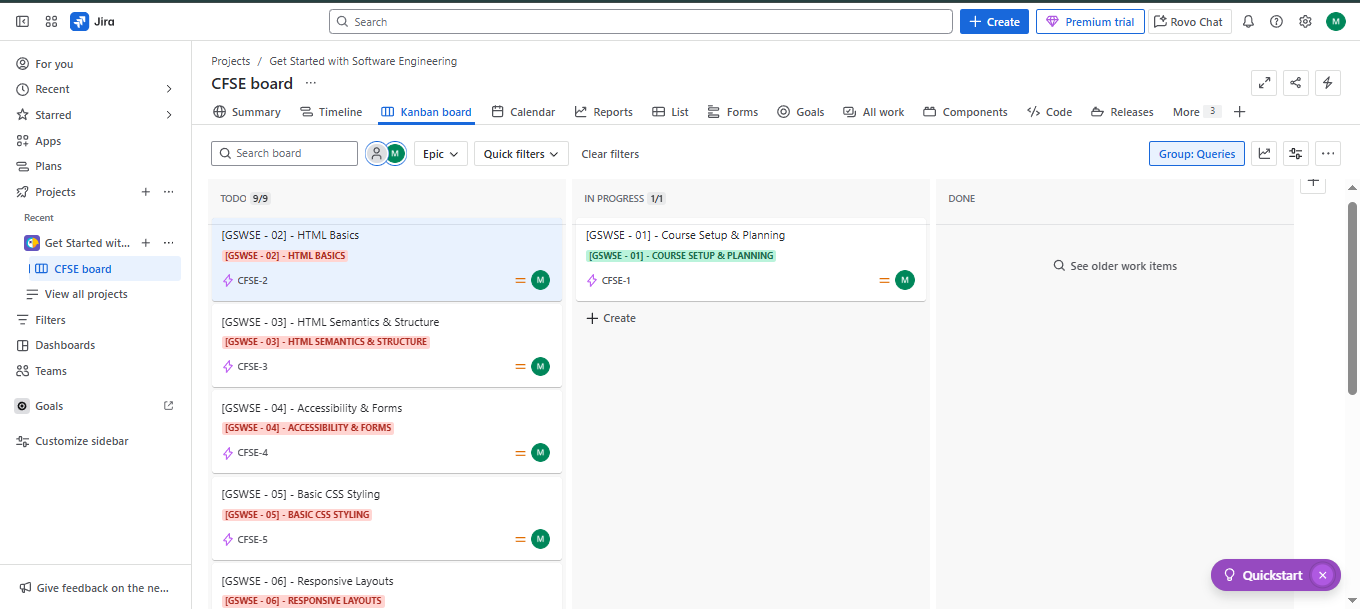 Jira
Search
Create
Premium trial
Rovo Chat
M
For you
Recent
Starred
Apps
Plans
Projects
Recent
Get Started wit...
CFSE board
View all projects
Filters
Dashboards
Teams
Goals
Customize sidebar
Give feedback on the ne...
Projects / Get Started with Software Engineering
CFSE board
Summary
Timeline
Kanban board
Calendar
Reports
List
Forms
Goals
All work
Components
Code
Releases
More 3
Search board
M
Epic
Quick filters
Clear filters
Group: Queries
TODO 9/9
[GSWSE - 02] - HTML Basics
[GSWSE - 02] - HTML BASICS
CFSE-2
M
[GSWSE - 03] - HTML Semantics & Structure
[GSWSE - 03] - HTML SEMANTICS & STRUCTURE
CFSE-3
M
[GSWSE - 04] - Accessibility & Forms
[GSWSE - 04] - ACCESSIBILITY & FORMS
CFSE-4
M
[GSWSE - 05] - Basic CSS Styling
[GSWSE - 05] - BASIC CSS STYLING
CFSE-5
M
[GSWSE - 06] - Responsive Layouts
[GSWSE - 06] - RESPONSIVE LAYOUTS
IN PROGRESS 1/1
[GSWSE - 01] - Course Setup & Planning
[GSWSE - 01] - COURSE SETUP & PLANNING
CFSE-1
M
Create
DONE
See older work items
Quickstart